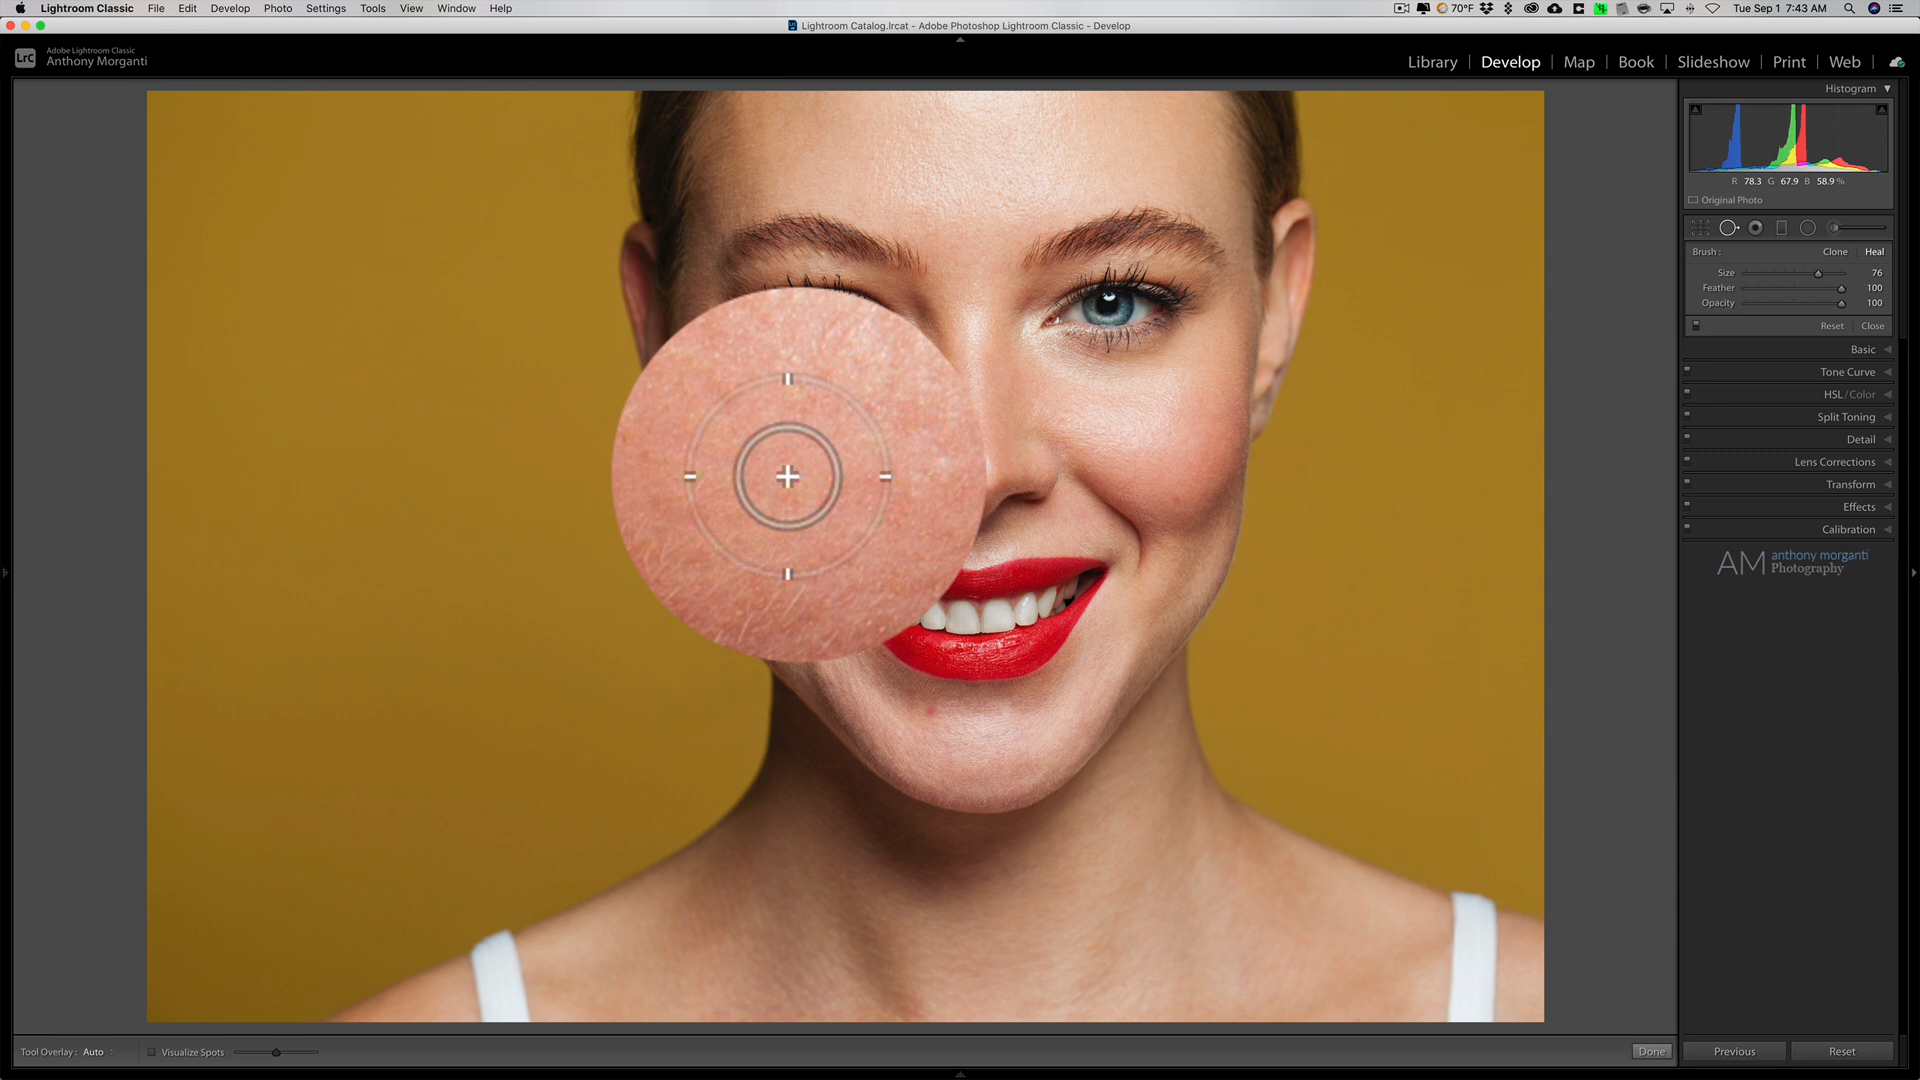 Lightroom Classic File Edit Develop Photo Settings Tools View Window Help 70°F Tue Sep 1 7:43 AM
Lightroom Catalog.lrcat - Adobe Photoshop Lightroom Classic - Develop
LrC
Adobe Lightroom Classic
Anthony Morganti
Library | Develop | Map | Book | Slideshow | Print | Web
Histogram
R 78.3 G 67.9 B 58.9 %
Original Photo
Brush : Clone Heal
Size 76
Feather 100
Opacity 100
Reset Close
Basic
Tone Curve
HSL / Color
Split Toning
Detail
Lens Corrections
Transform
Effects
Calibration
AM
anthony morganti
Photography
Tool Overlay : Auto Visualize Spots Done
Previous Reset